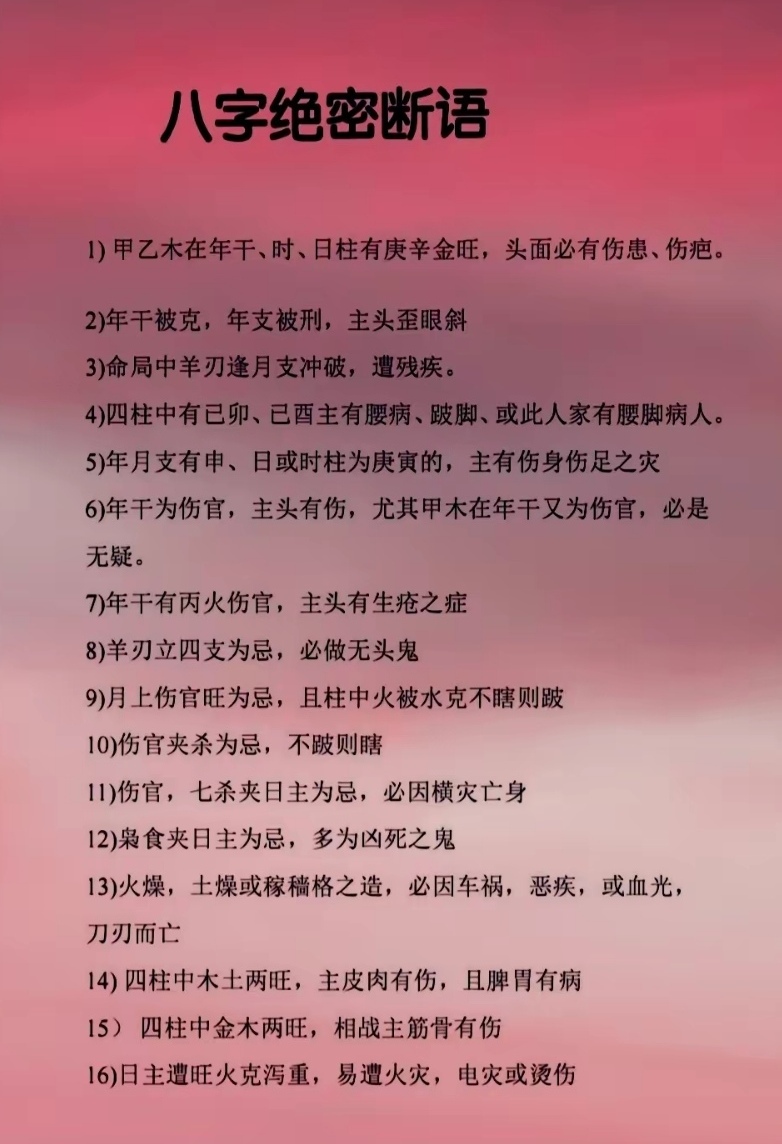 八字绝密断语
1) 甲乙木在年干、时、日柱有庚辛金旺，头面必有伤患、伤疤。
2)年干被克，年支被刑，主头歪眼斜
3)命局中羊刃逢月支冲破，遭残疾。
4)四柱中有已卯、已酉主有腰病、跛脚、或此人家有腰脚病人。
5)年月支有申、日或时柱为庚寅的，主有伤身伤足之灾
6)年干为伤官，主头有伤，尤其甲木在年干又为伤官，必是
无疑。
7)年干有丙火伤官，主头有生疮之症
8)羊刃立四支为忌，必做无头鬼
9)月上伤官旺为忌，且柱中火被水克不瞎则跛
10)伤官夹杀为忌，不跛则瞎
11)伤官，七杀夹日主为忌，必因横灾亡身
12)枭食夹日主为忌，多为凶死之鬼
13)火燥，土燥或稼穑格之造，必因车祸，恶疾，或血光，
刀刃而亡
14) 四柱中木土两旺，主皮肉有伤，且脾胃有病
15） 四柱中金木两旺，相战主筋骨有伤
16)日主遭旺火克泻重，易遭火灾，电灾或烫伤